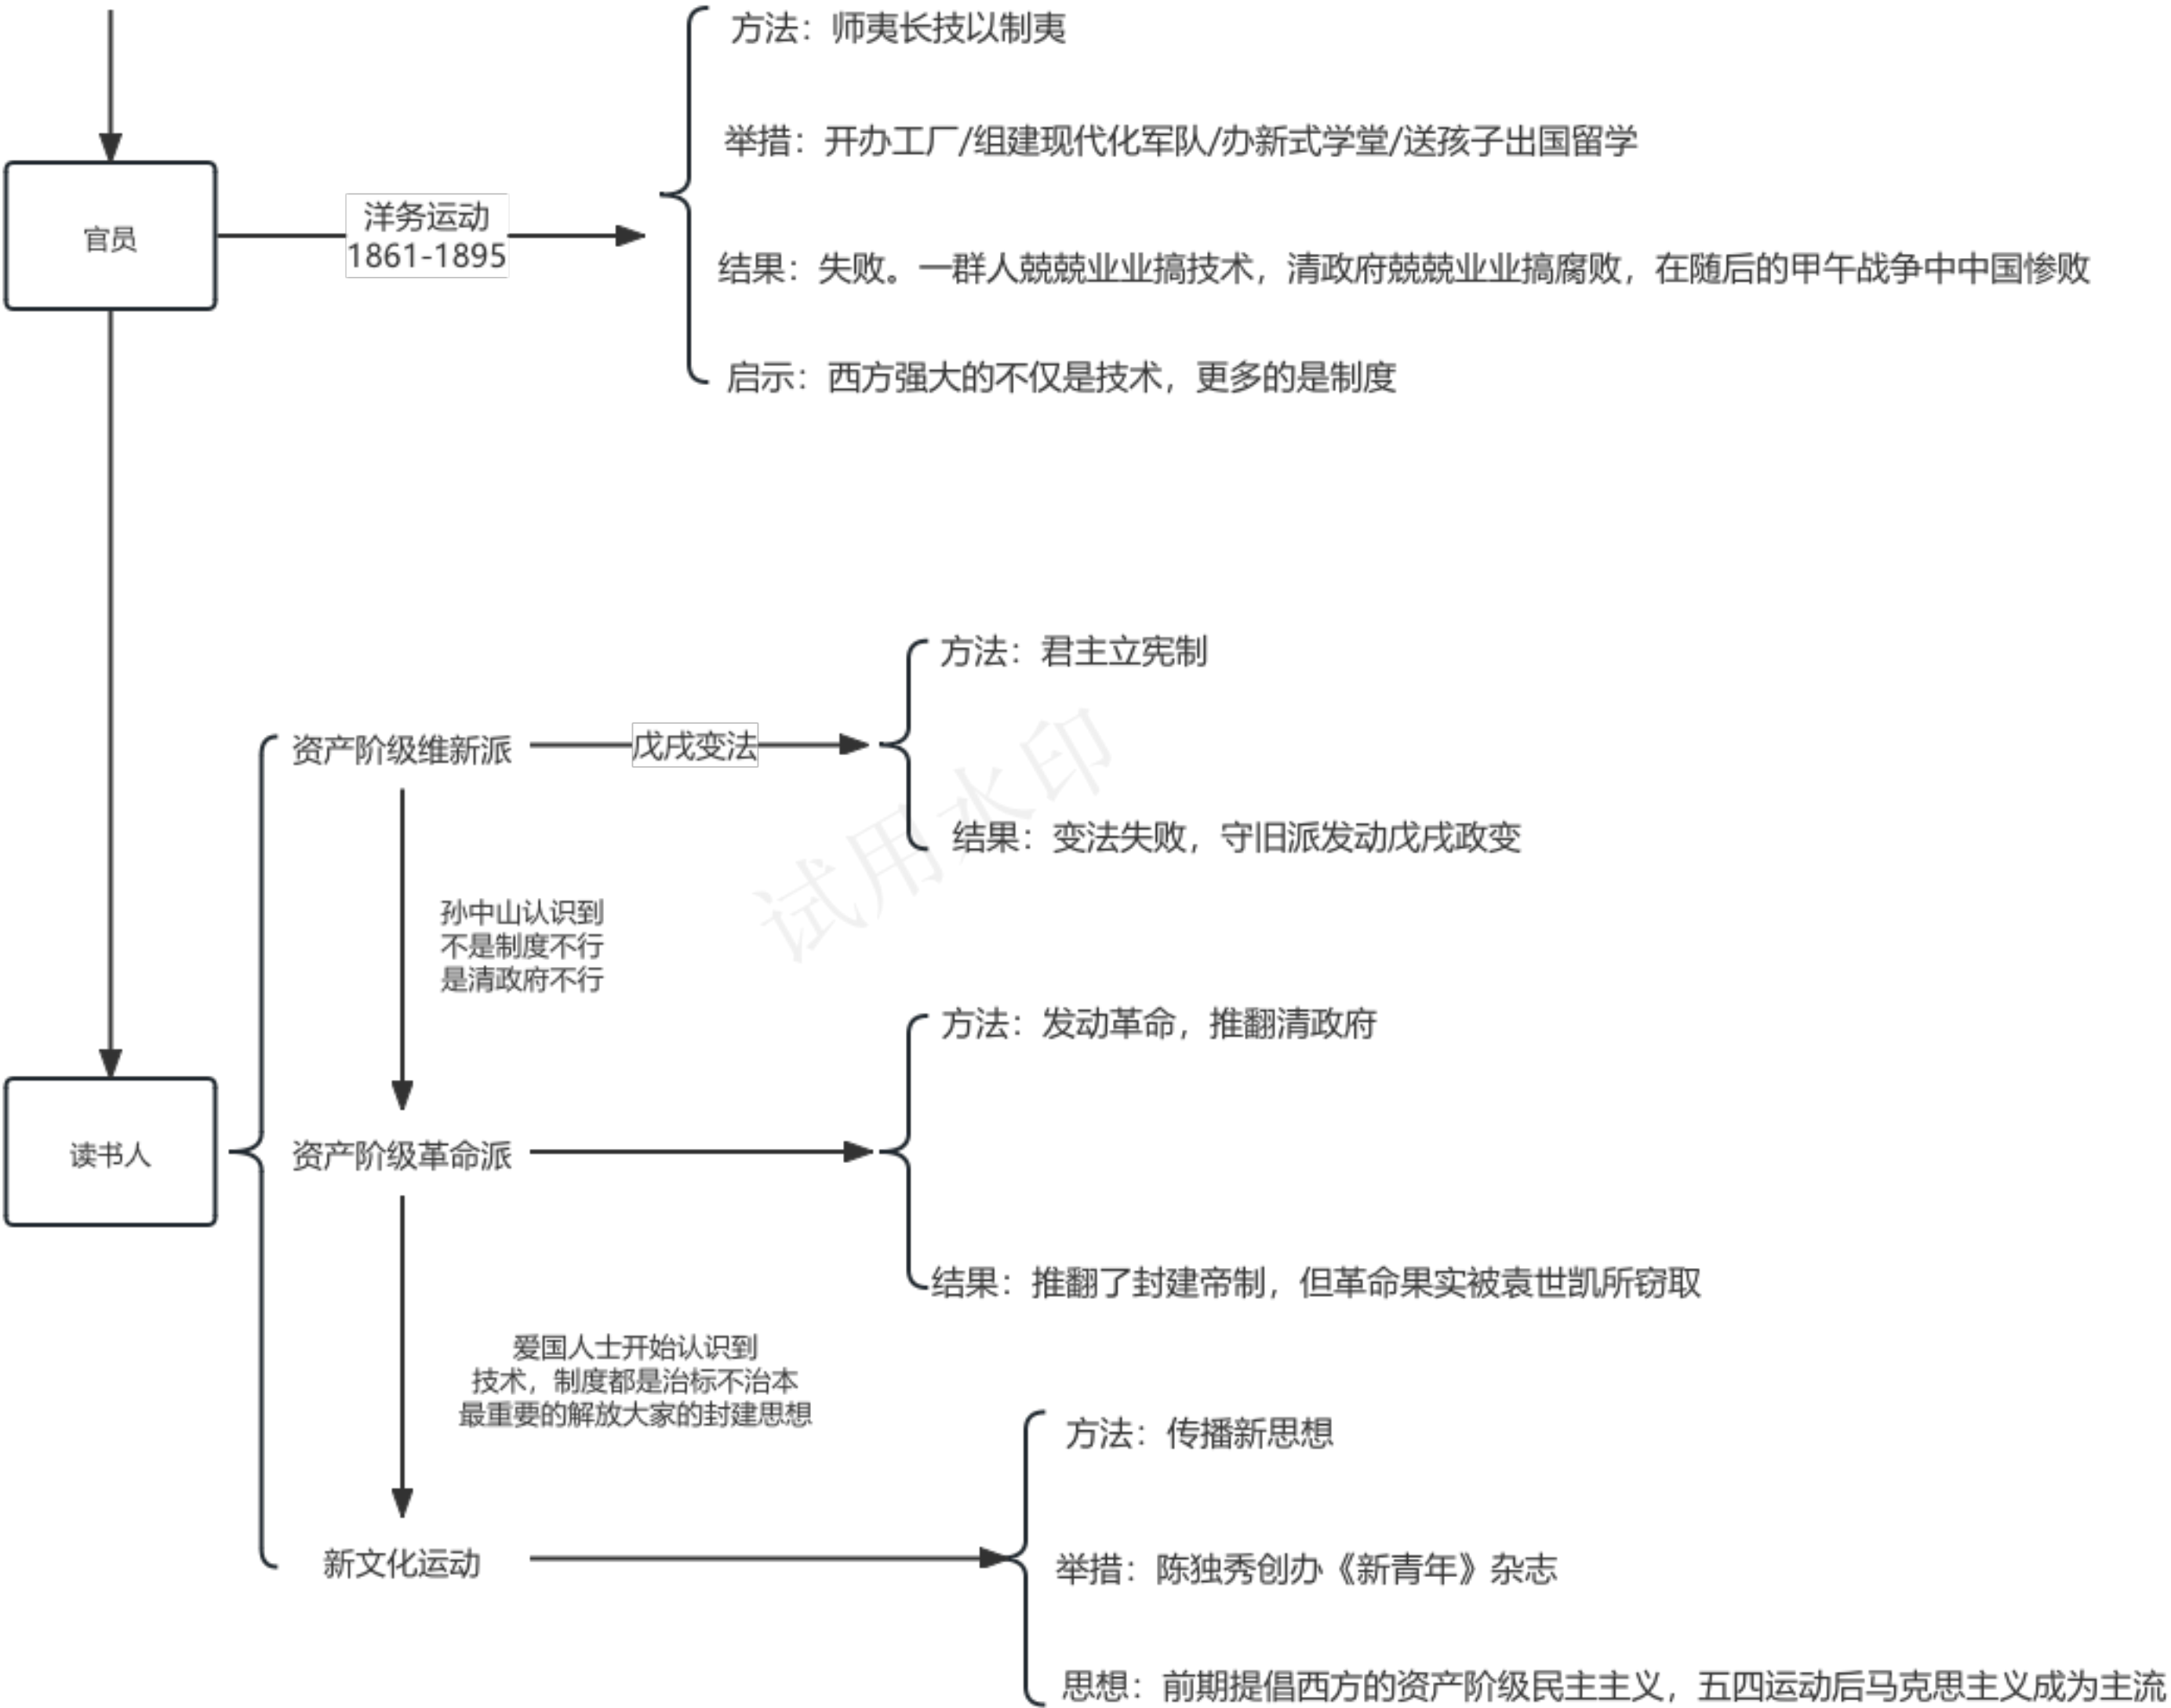 方法：师夷长技以制夷
举措：开办工厂/组建现代化军队/办新式学堂/送孩子出国留学
官员
洋务运动
1861-1895
结果：失败。一群人兢兢业业搞技术，清政府兢兢业业搞腐败，在随后的甲午战争中中国惨败
启示：西方强大的不仅是技术，更多的是制度
方法：君主立宪制
资产阶级维新派
戊戌变法
结果：变法失败，守旧派发动戊戌政变
试用水印
孙中山认识到
不是制度不行
是清政府不行
方法：发动革命，推翻清政府
读书人
资产阶级革命派
结果：推翻了封建帝制，但革命果实被袁世凯所窃取
爱国人士开始认识到
技术，制度都是治标不治本
最重要的解放大家的封建思想
方法：传播新思想
新文化运动
举措：陈独秀创办《新青年》杂志
思想：前期提倡西方的资产阶级民主主义，五四运动后马克思主义成为主流